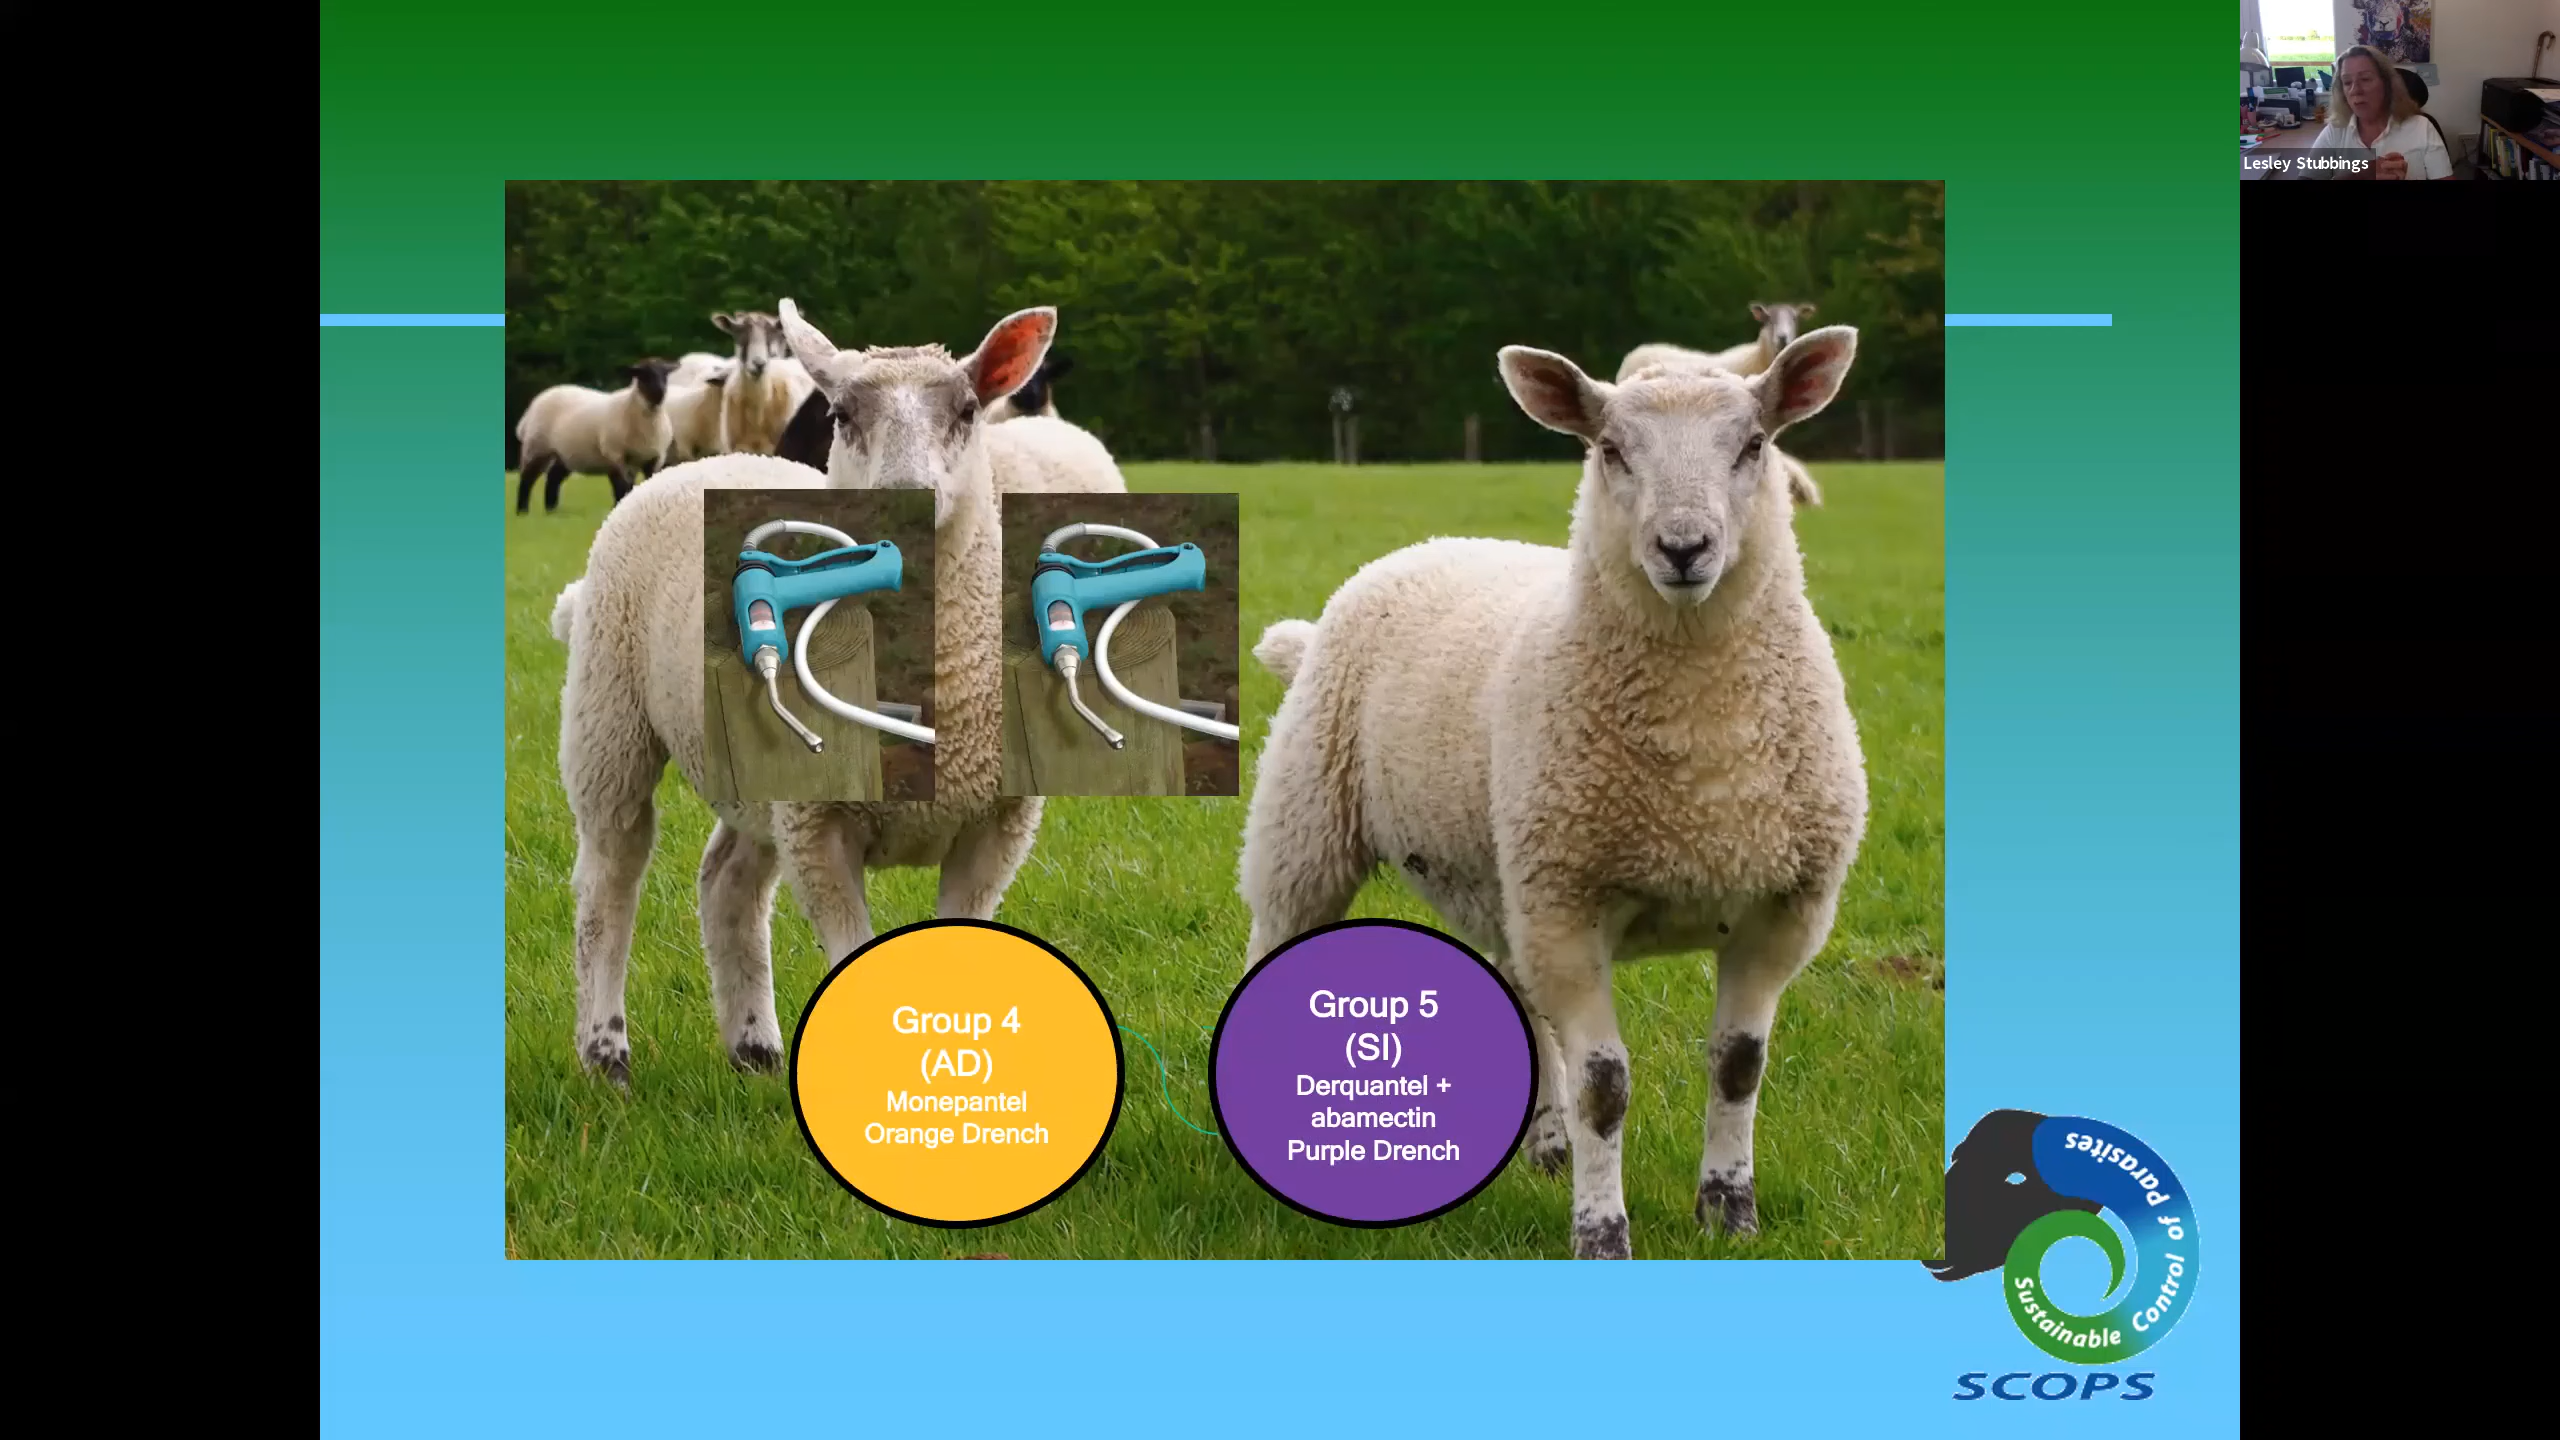 Lesley Stubbings
Group 4
(AD)
Monepantel
Orange Drench
Group 5
(SI)
Derquantel +
abamectin
Purple Drench
Sustainable Control of Parasites
SCOPS